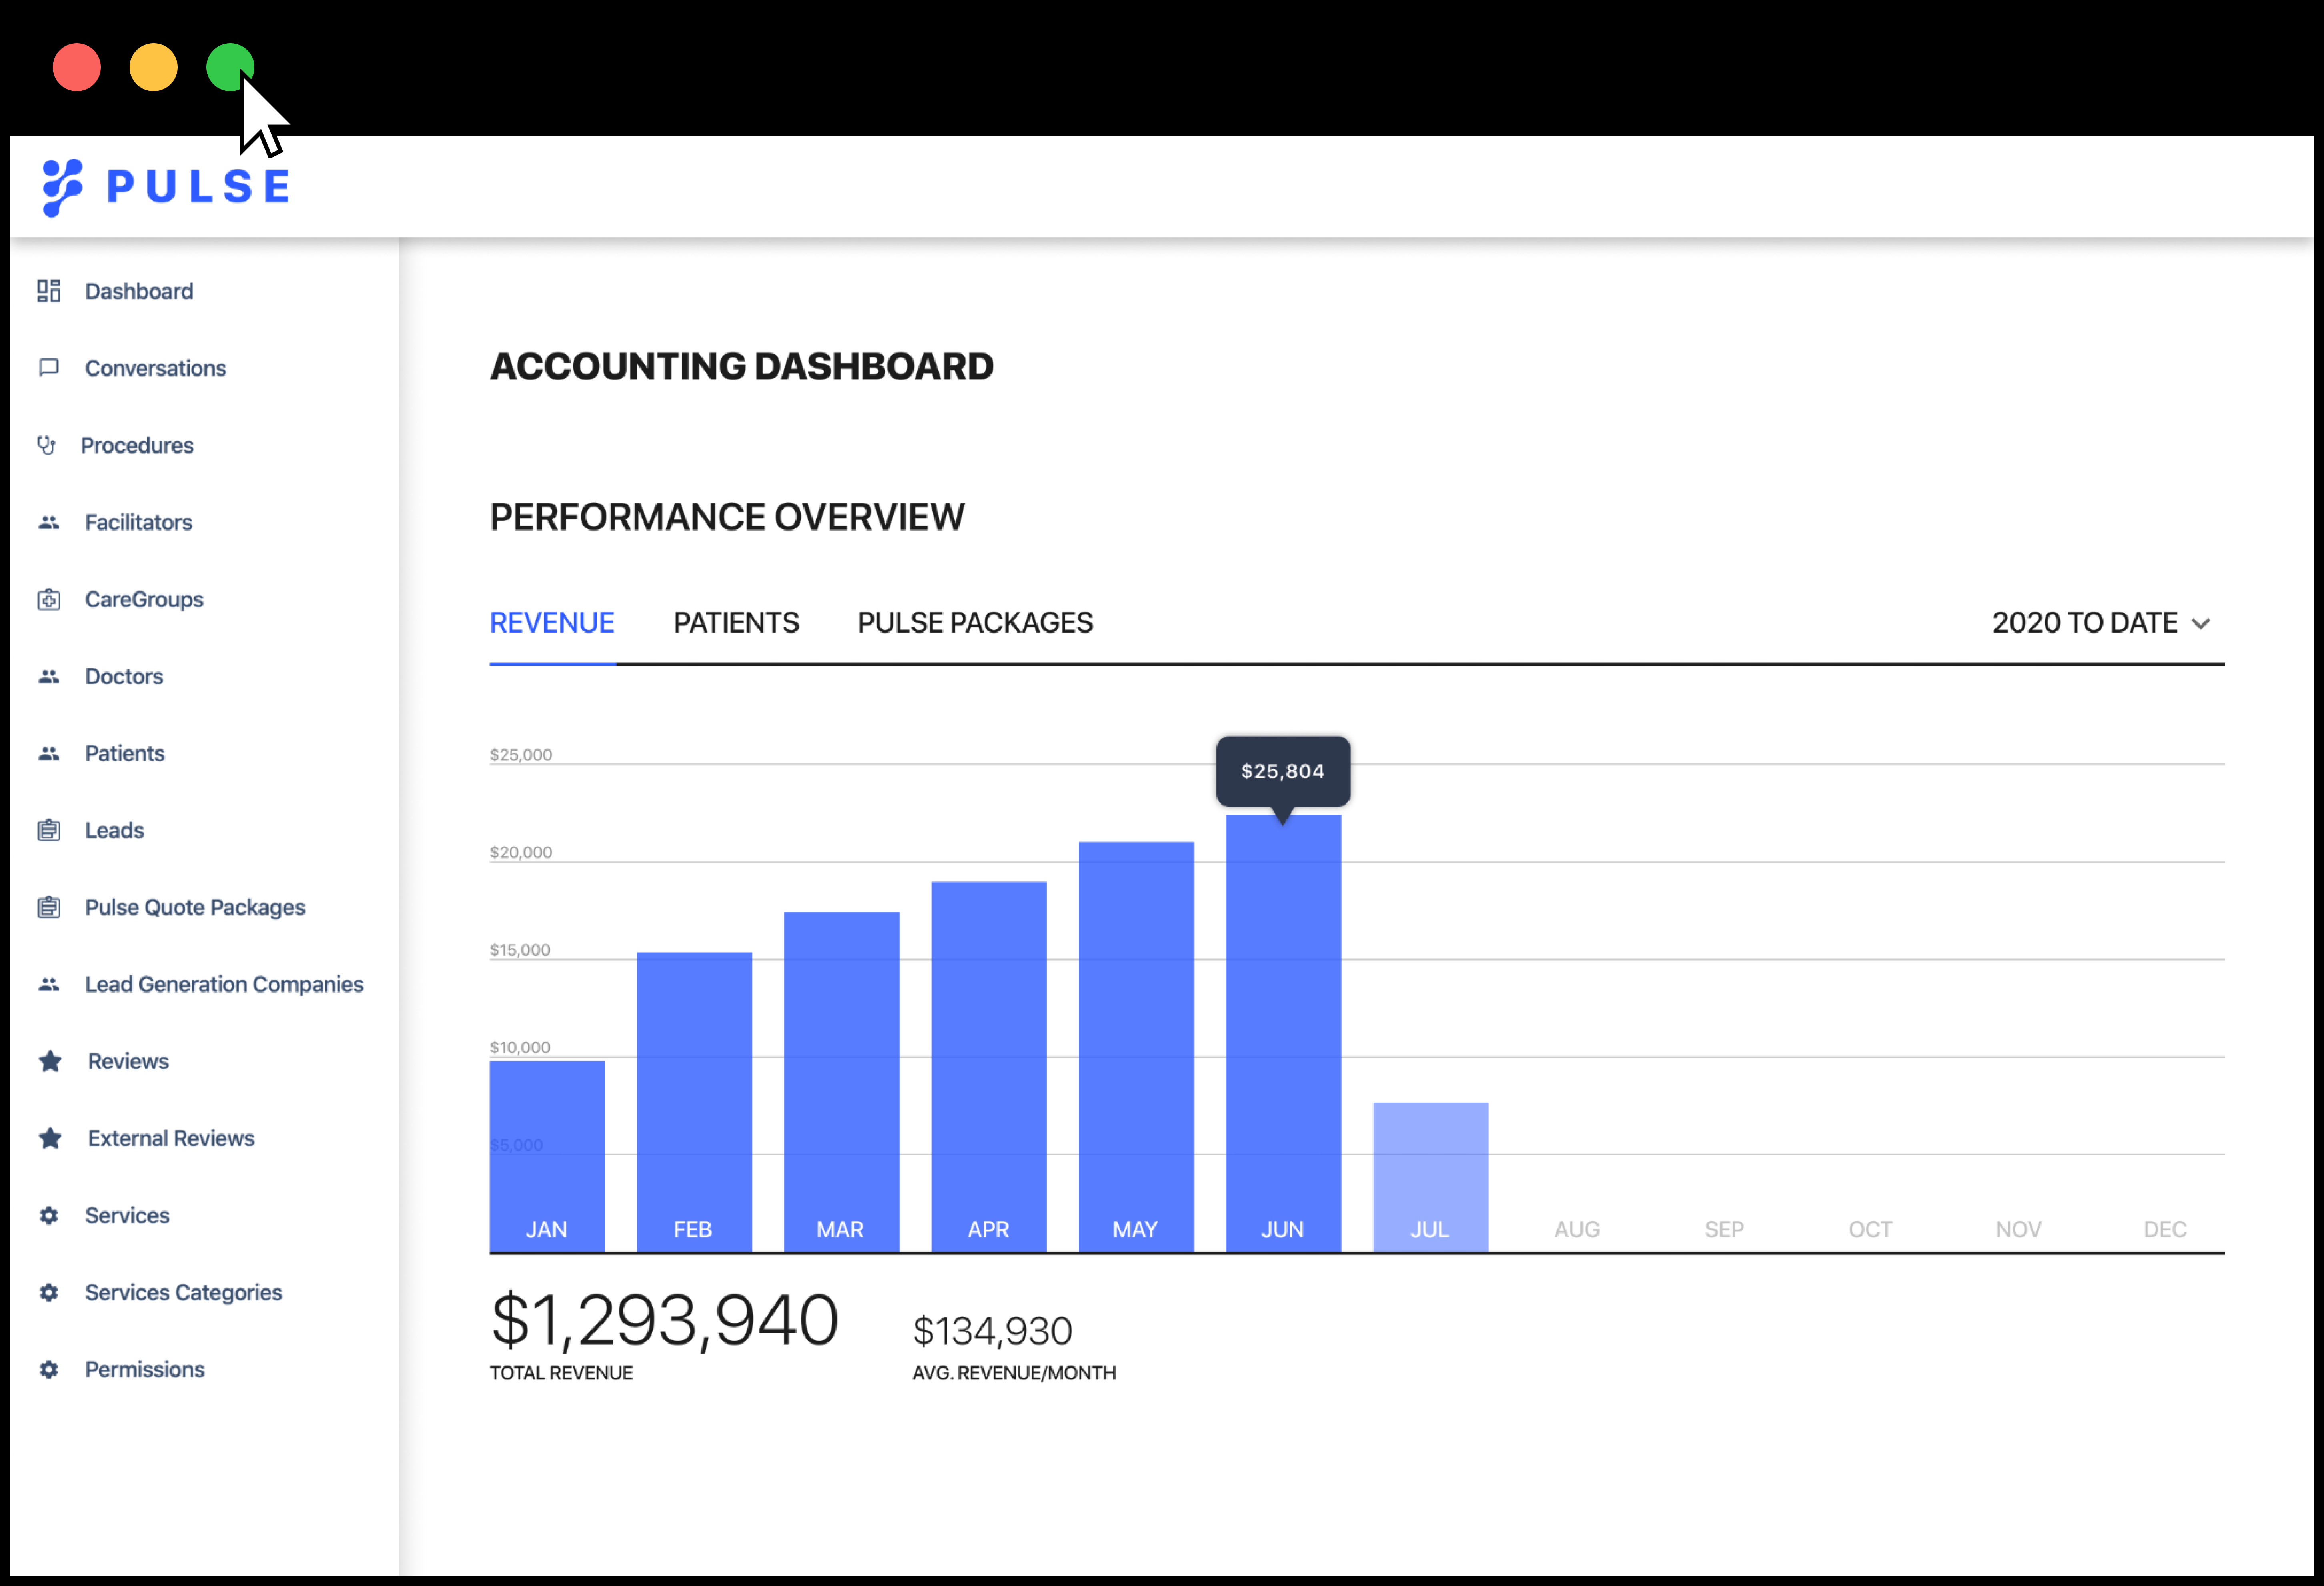 PULSE
Dashboard
Conversations
Procedures
Facilitators
CareGroups
Doctors
Patients
Leads
Pulse Quote Packages
Lead Generation Companies
Reviews
External Reviews
Services
Services Categories
Permissions
ACCOUNTING DASHBOARD
PERFORMANCE OVERVIEW
REVENUE PATIENTS PULSE PACKAGES 2020 TO DATE
$25,000
$25,804
$20,000
$15,000
$10,000
$5,000
JAN FEB MAR APR MAY JUN JUL AUG SEP OCT NOV DEC
$1,293,940 $134,930
TOTAL REVENUE AVG. REVENUE/MONTH